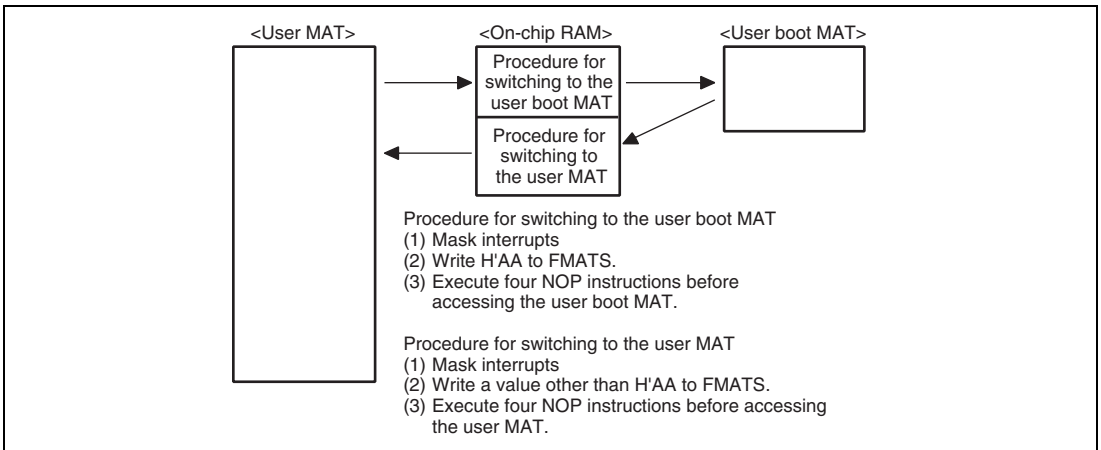 <User MAT>
<On-chip RAM>
<User boot MAT>
Procedure for
switching to the
user boot MAT
Procedure for
switching to
the user MAT
Procedure for switching to the user boot MAT
(1) Mask interrupts
(2) Write H'AA to FMATS.
(3) Execute four NOP instructions before
accessing the user boot MAT.
Procedure for switching to the user MAT
(1) Mask interrupts
(2) Write a value other than H'AA to FMATS.
(3) Execute four NOP instructions before accessing
the user MAT.